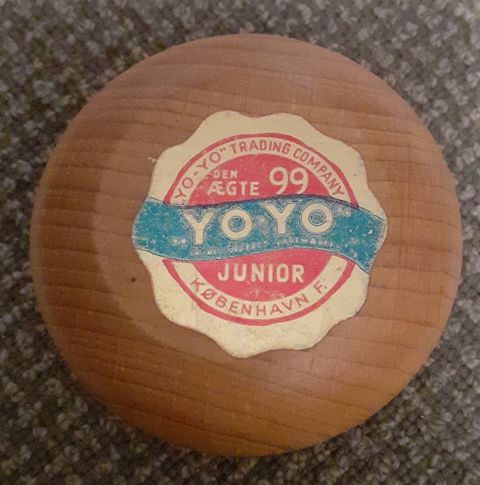 "YO-YO" TRADING COMPANY
DEN
ÆGTE 99
"YO-YO"
JUNIOR
KØBENHAVN F.